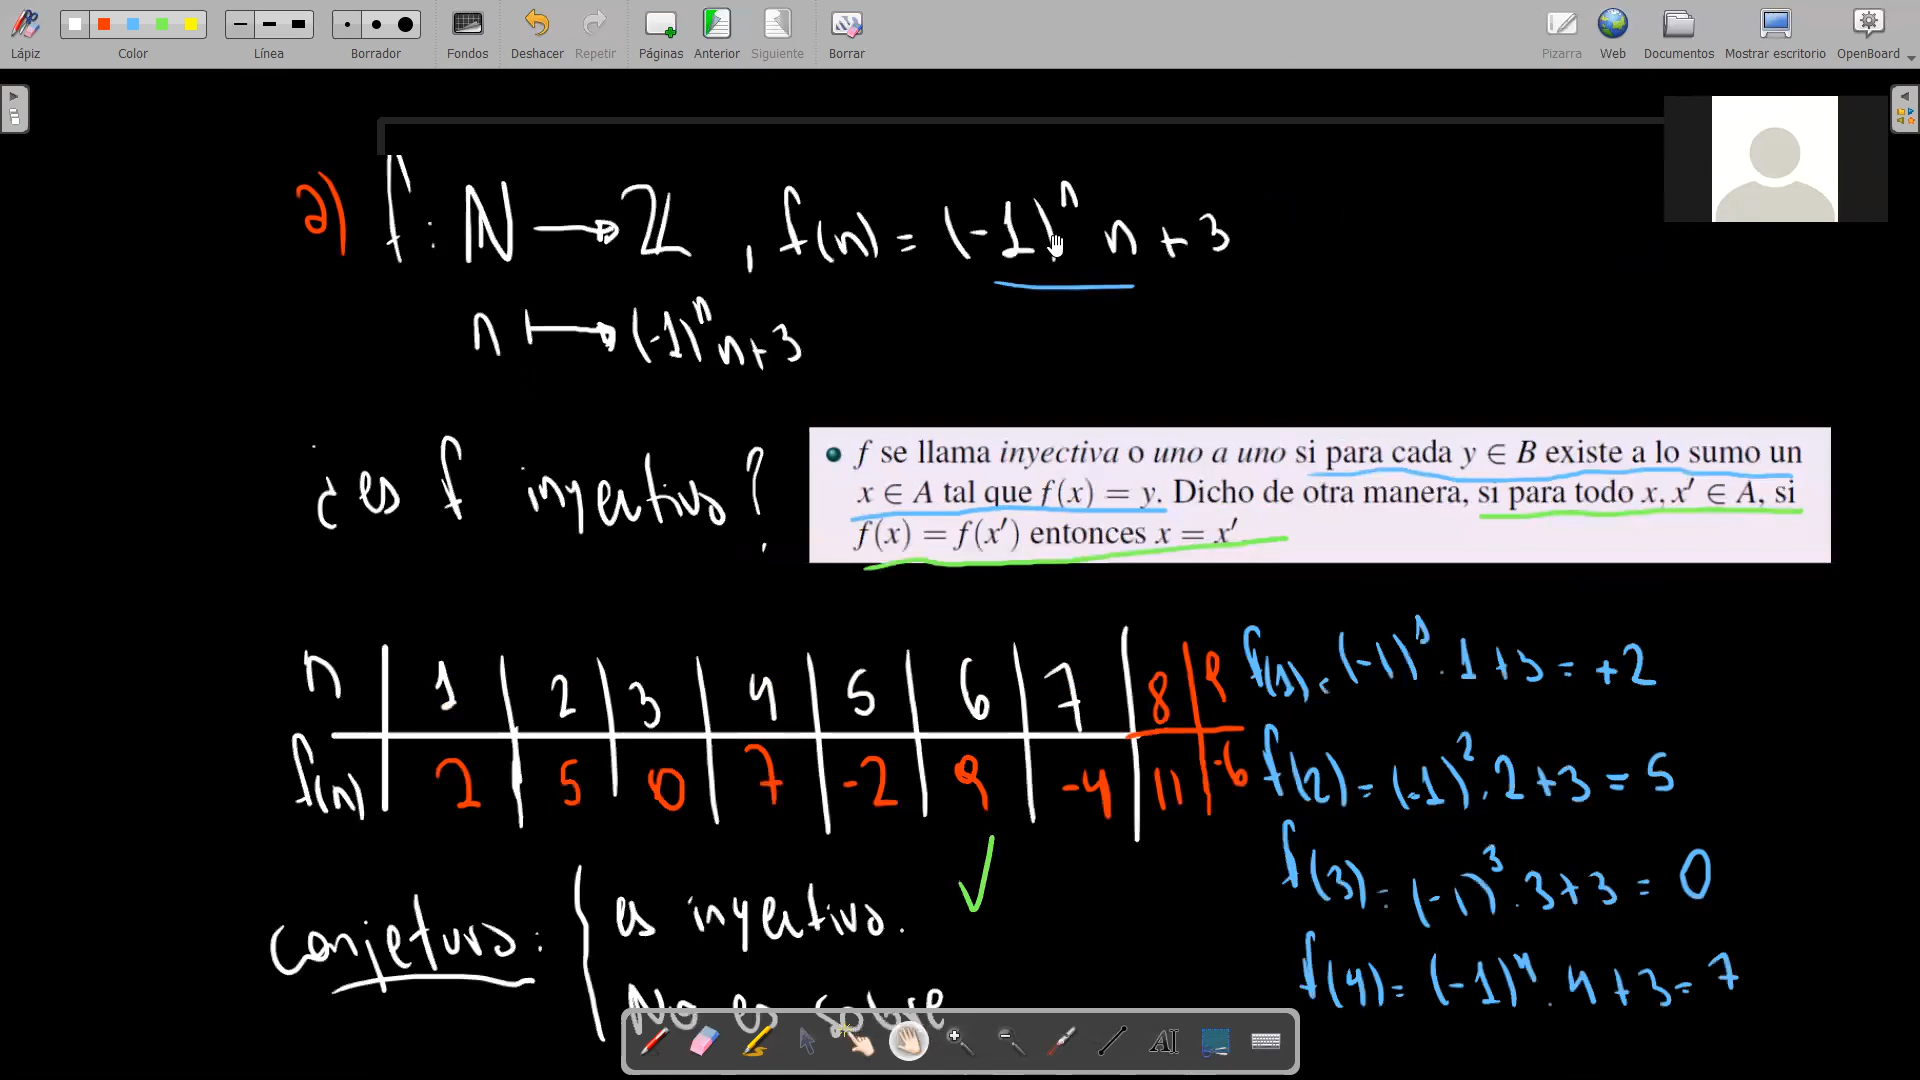 Lápiz Color Línea Borrador Fondos Deshacer Repetir Páginas Anterior Siguiente Borrar Pizarra Web Documentos Mostrar escritorio OpenBoard
a) f : ℕ → ℤ , f(n) = (-1)ⁿ n + 3
n ↦ (-1)ⁿ n + 3
¿es f inyectiva?
• f se llama inyectiva o uno a uno si para cada y ∈ B existe a lo sumo un
x ∈ A tal que f(x) = y. Dicho de otra manera, si para todo x, x′ ∈ A, si
f(x) = f(x′) entonces x = x′
n 1 2 3 4 5 6 7 8 9
f(n) 2 5 0 7 -2 9 -4 11 -6
f(1) = (-1)¹ · 1 + 3 = +2
f(2) = (-1)² · 2 + 3 = 5
f(3) = (-1)³ · 3 + 3 = 0
f(4) = (-1)⁴ · 4 + 3 = 7
conjetura: { es inyectiva. ✓
No es sobre